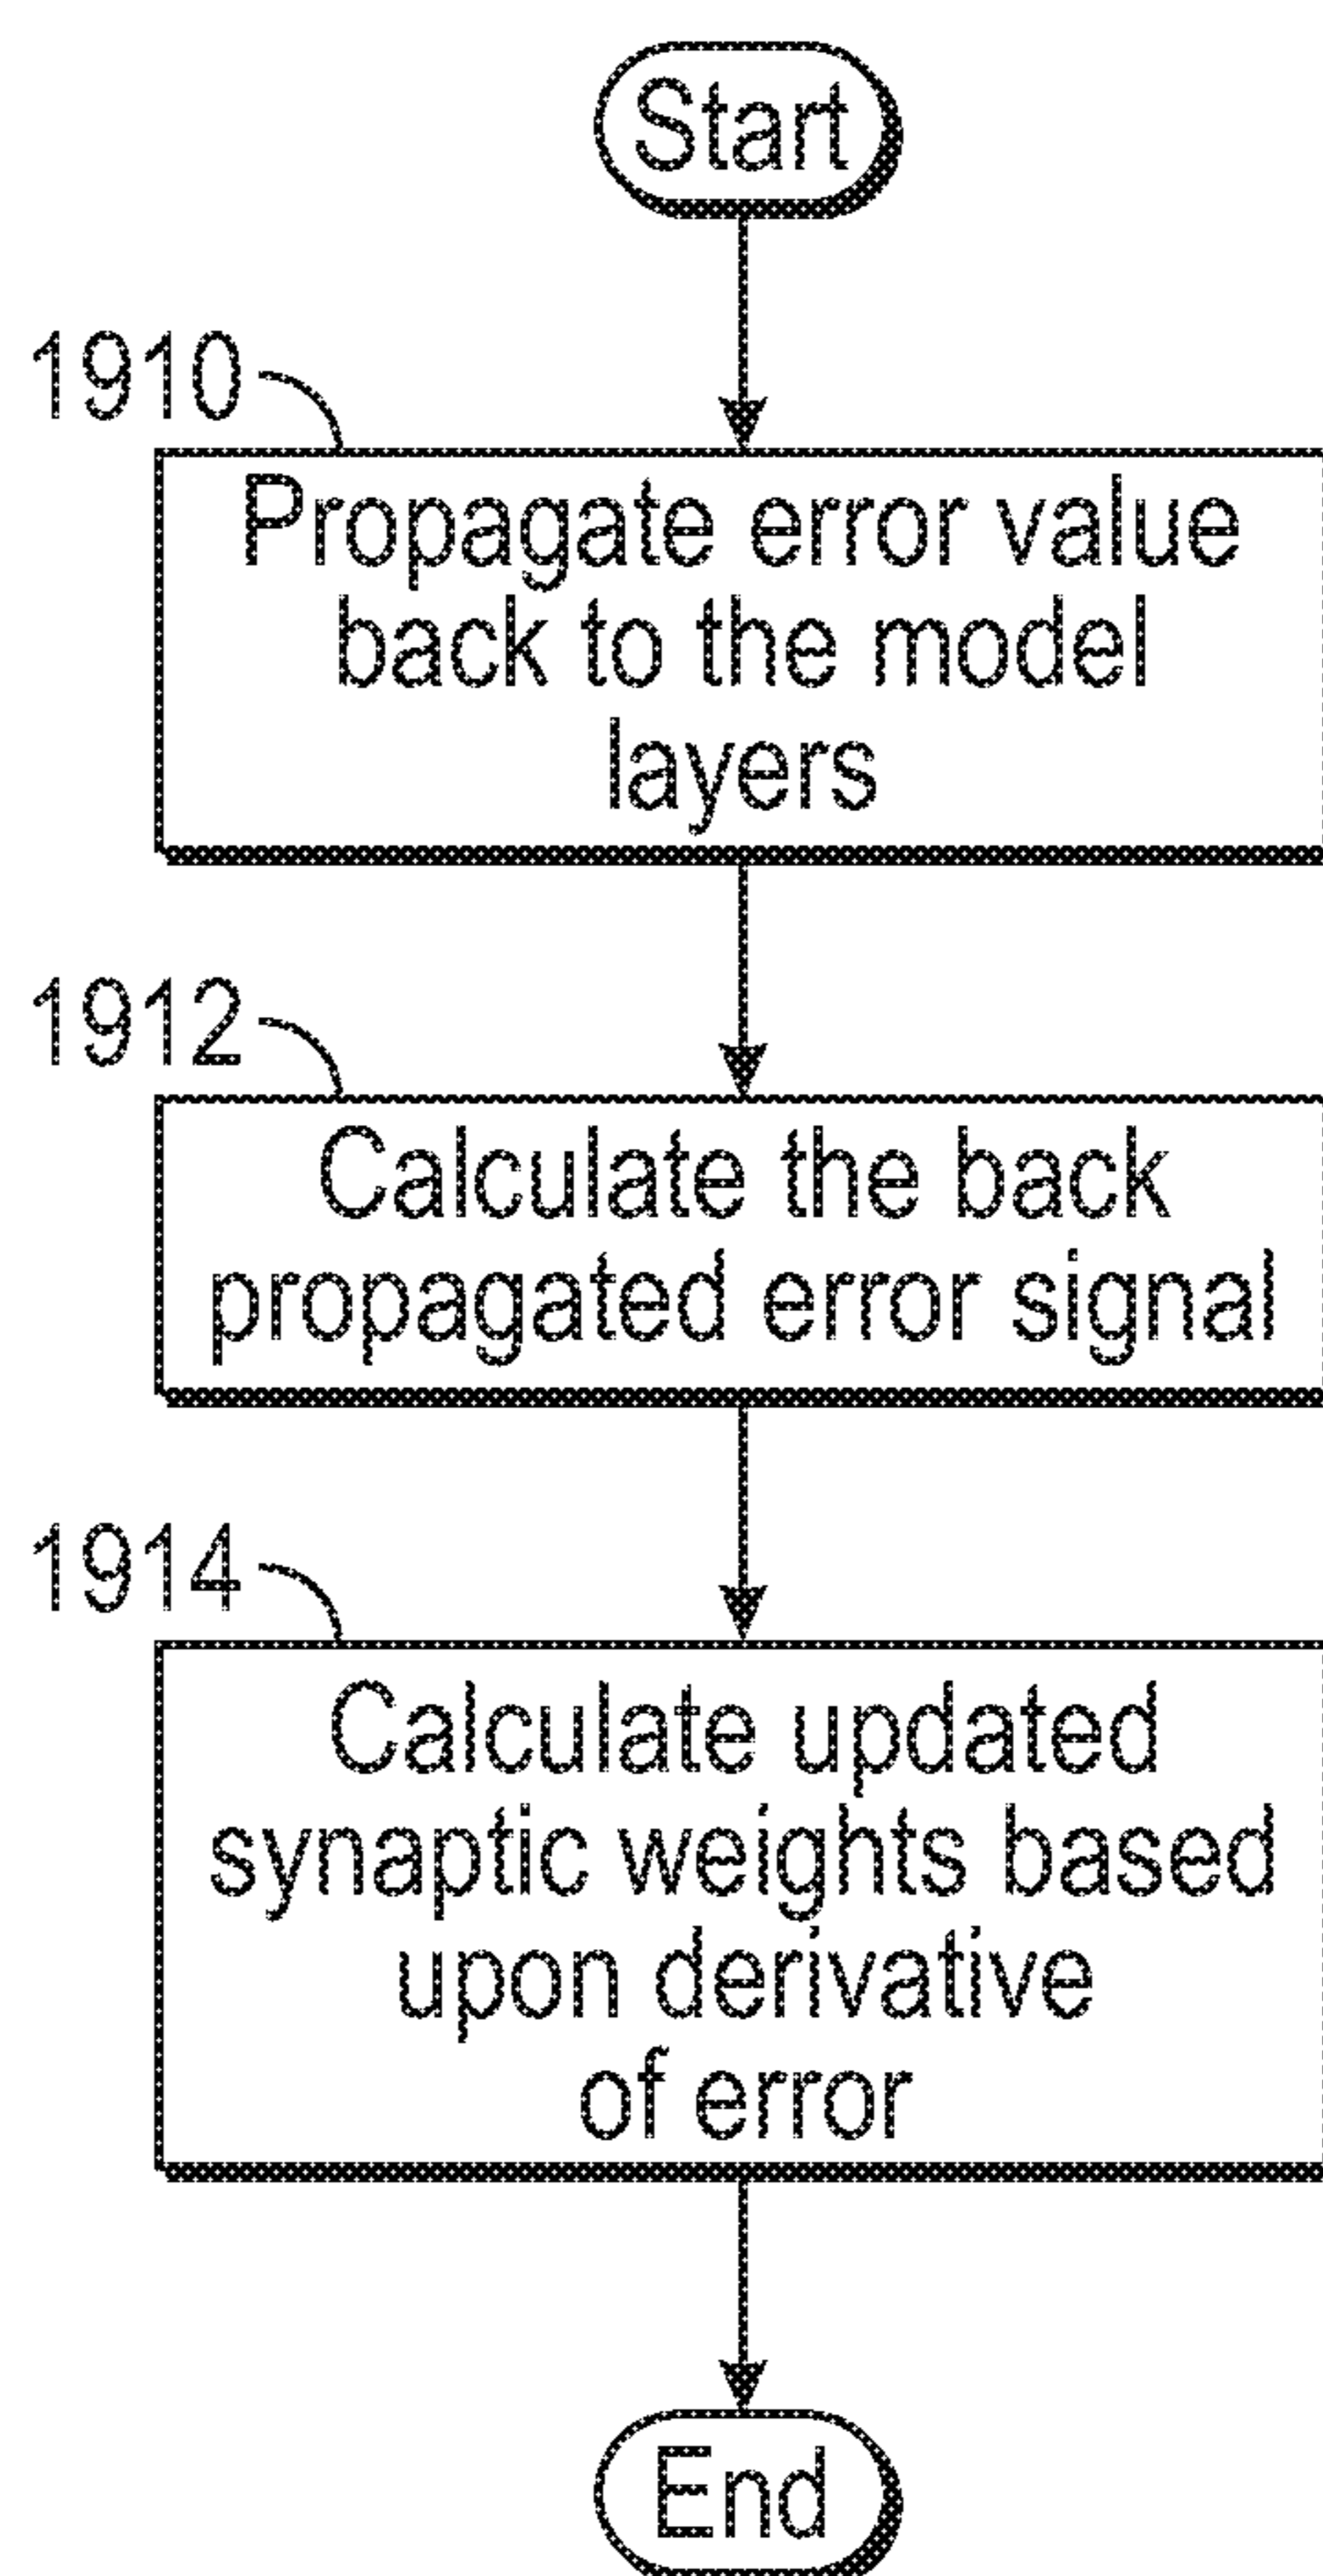 Start
1910
Propagate error value
back to the model
layers
1912
Calculate the back
propagated error signal
1914
Calculate updated
synaptic weights based
upon derivative
of error
End